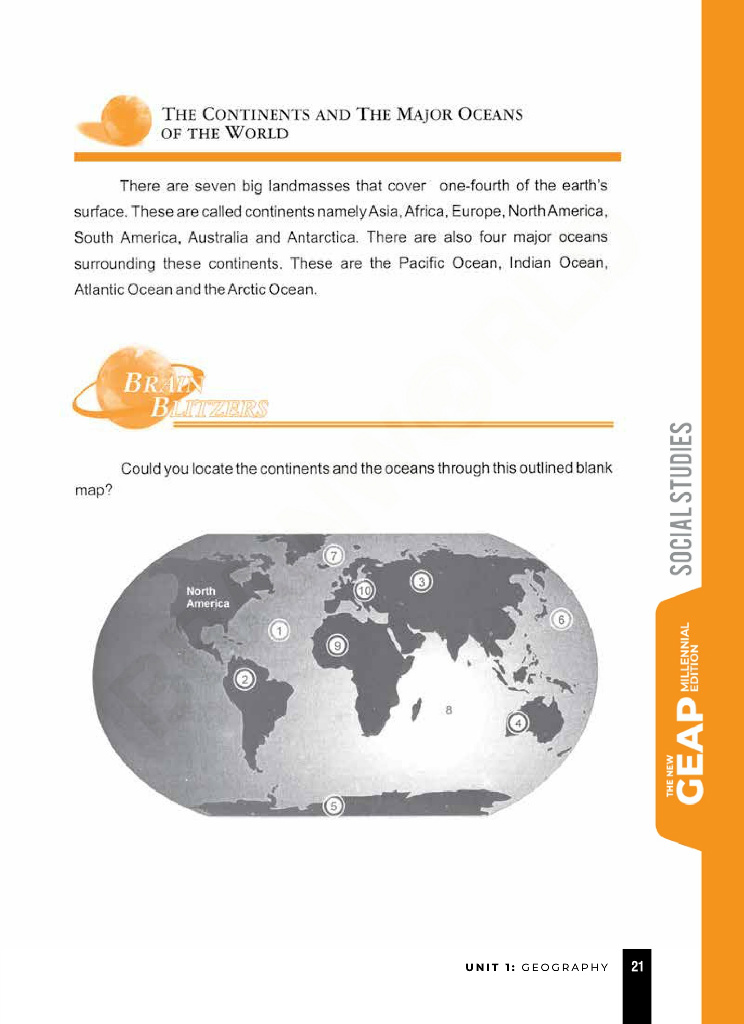 THE CONTINENTS AND THE MAJOR OCEANS
OF THE WORLD
There are seven big landmasses that cover one-fourth of the earth's
surface. These are called continents namely Asia, Africa, Europe, North America,
South America, Australia and Antarctica. There are also four major oceans
surrounding these continents. These are the Pacific Ocean, Indian Ocean,
Atlantic Ocean and the Arctic Ocean.
BRAIN
BLITZERS
Could you locate the continents and the oceans through this outlined blank
map?
7
10
3
North
America
6
1
9
2
8
4
5
SOCIAL STUDIES
THE NEW
GEAP
MILLENNIAL
EDITION
UNIT 1: GEOGRAPHY
21